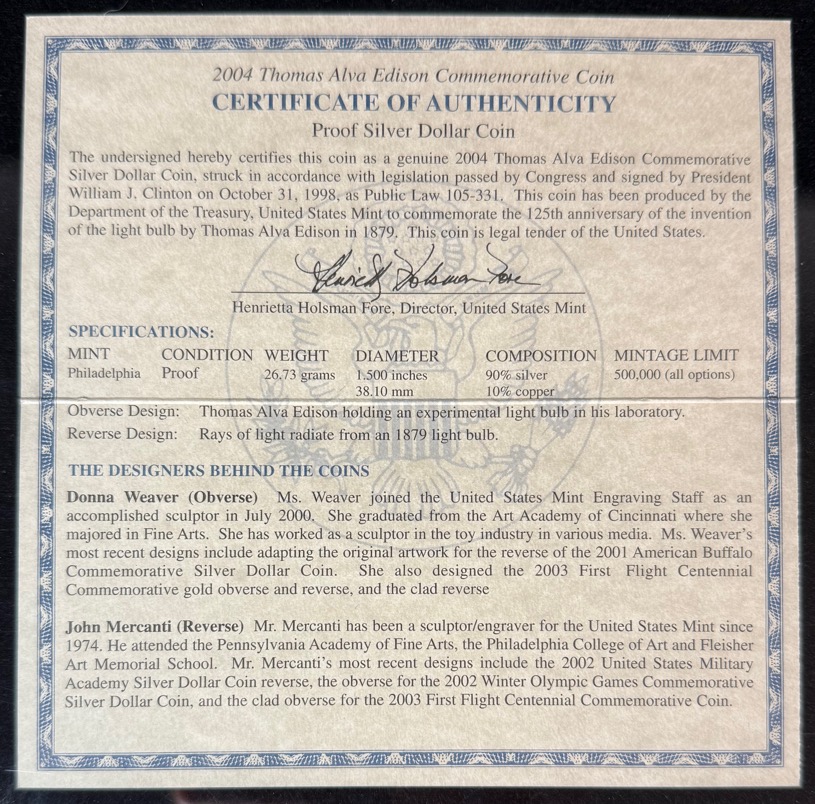 2004 Thomas Alva Edison Commemorative Coin
CERTIFICATE OF AUTHENTICITY
Proof Silver Dollar Coin
The undersigned hereby certifies this coin as a genuine 2004 Thomas Alva Edison Commemorative
Silver Dollar Coin, struck in accordance with legislation passed by Congress and signed by President
William J. Clinton on October 31, 1998, as Public Law 105-331. This coin has been produced by the
Department of the Treasury, United States Mint to commemorate the 125th anniversary of the invention
of the light bulb by Thomas Alva Edison in 1879. This coin is legal tender of the United States.
Henrietta Holsman Fore
Henrietta Holsman Fore, Director, United States Mint
SPECIFICATIONS:
MINT CONDITION WEIGHT DIAMETER COMPOSITION MINTAGE LIMIT
Philadelphia Proof 26.73 grams 1.500 inches 90% silver 500,000 (all options)
38.10 mm 10% copper
Obverse Design: Thomas Alva Edison holding an experimental light bulb in his laboratory.
Reverse Design: Rays of light radiate from an 1879 light bulb.
THE DESIGNERS BEHIND THE COINS
Donna Weaver (Obverse) Ms. Weaver joined the United States Mint Engraving Staff as an
accomplished sculptor in July 2000. She graduated from the Art Academy of Cincinnati where she
majored in Fine Arts. She has worked as a sculptor in the toy industry in various media. Ms. Weaver's
most recent designs include adapting the original artwork for the reverse of the 2001 American Buffalo
Commemorative Silver Dollar Coin. She also designed the 2003 First Flight Centennial
Commemorative gold obverse and reverse, and the clad reverse
John Mercanti (Reverse) Mr. Mercanti has been a sculptor/engraver for the United States Mint since
1974. He attended the Pennsylvania Academy of Fine Arts, the Philadelphia College of Art and Fleisher
Art Memorial School. Mr. Mercanti's most recent designs include the 2002 United States Military
Academy Silver Dollar Coin reverse, the obverse for the 2002 Winter Olympic Games Commemorative
Silver Dollar Coin, and the clad obverse for the 2003 First Flight Centennial Commemorative Coin.